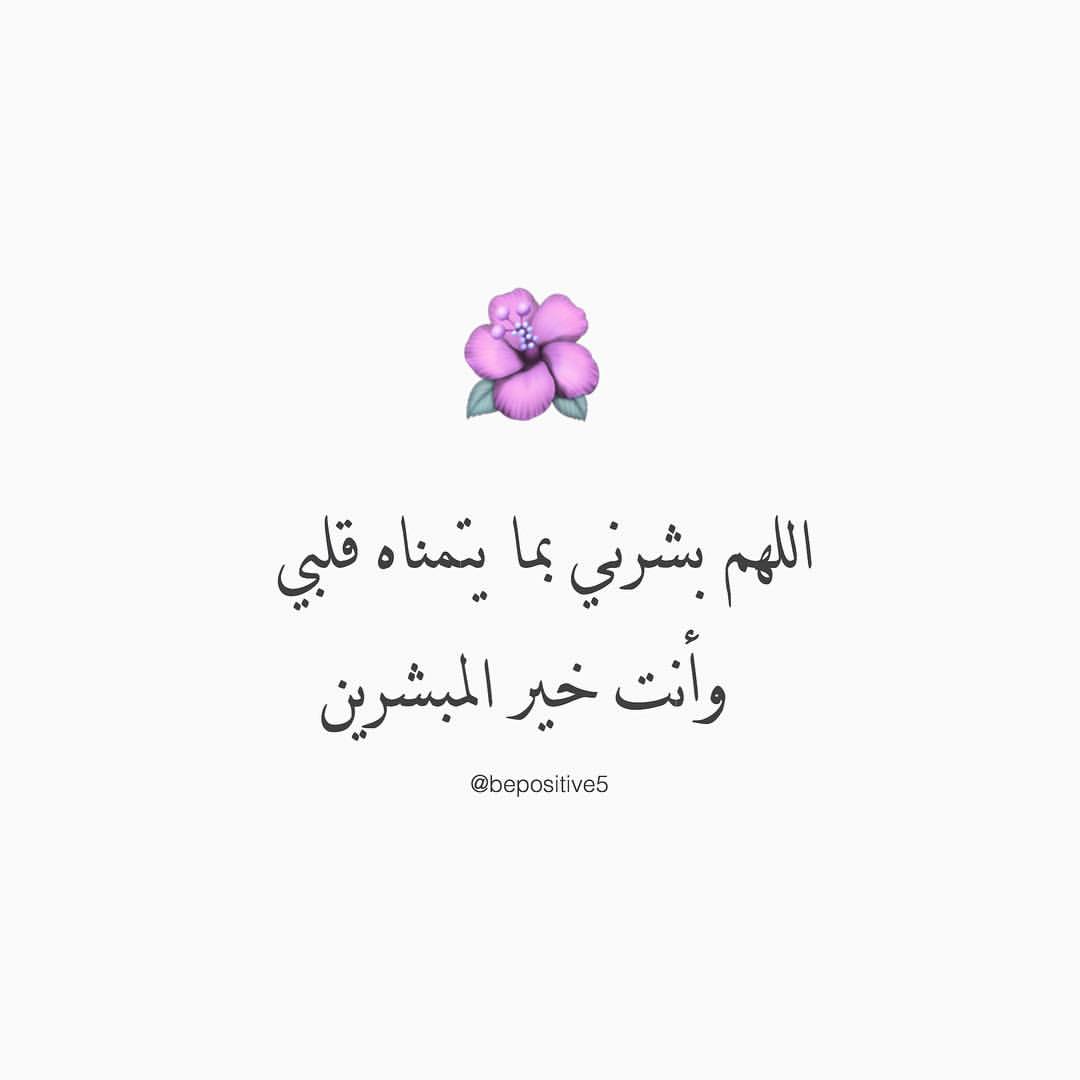 اللهم بشرني بما يتمناه قلبي
وأنت خير المبشرين
@bepositive5